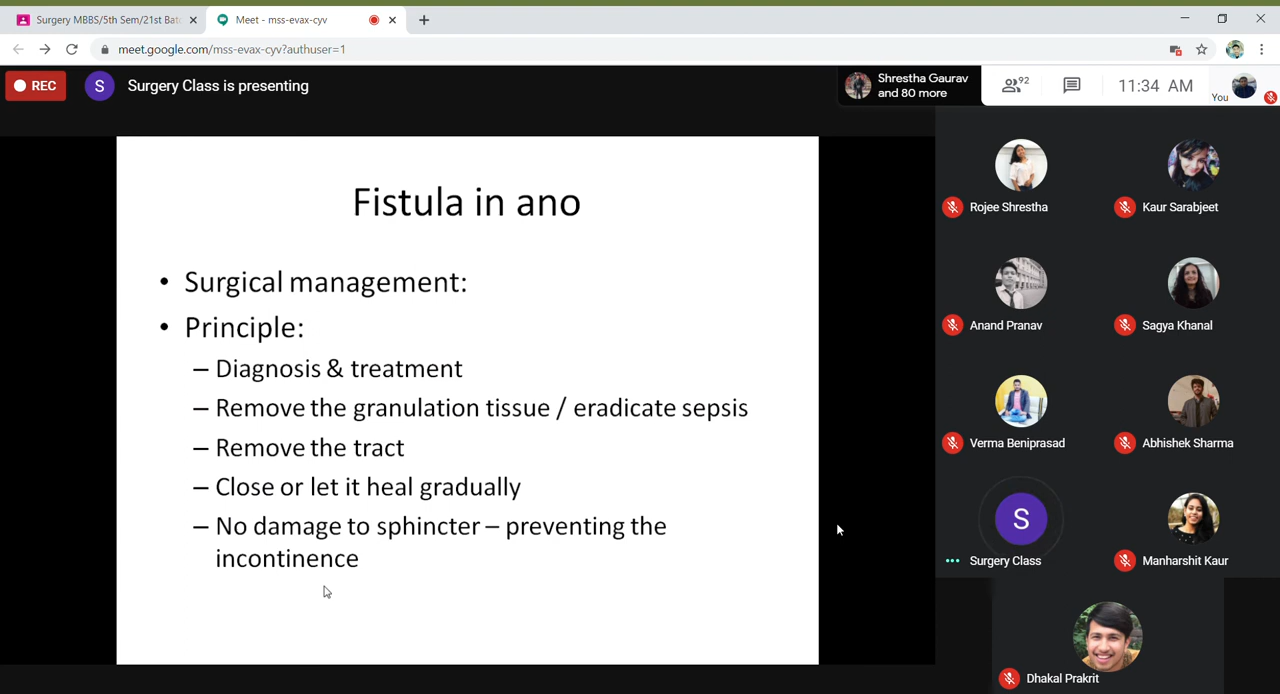 Surgery MBBS/5th Sem/21st Bat
Meet - mss-evax-cyv
meet.google.com/mss-evax-cyv?authuser=1
REC
S
Surgery Class is presenting
Shrestha Gaurav
and 80 more
92
11:34 AM
You
Fistula in ano
• Surgical management:
• Principle:
– Diagnosis & treatment
– Remove the granulation tissue / eradicate sepsis
– Remove the tract
– Close or let it heal gradually
– No damage to sphincter – preventing the
incontinence
Rojee Shrestha
Kaur Sarabjeet
Anand Pranav
Sagya Khanal
Verma Beniprasad
Abhishek Sharma
S
Surgery Class
Manharshit Kaur
Dhakal Prakrit